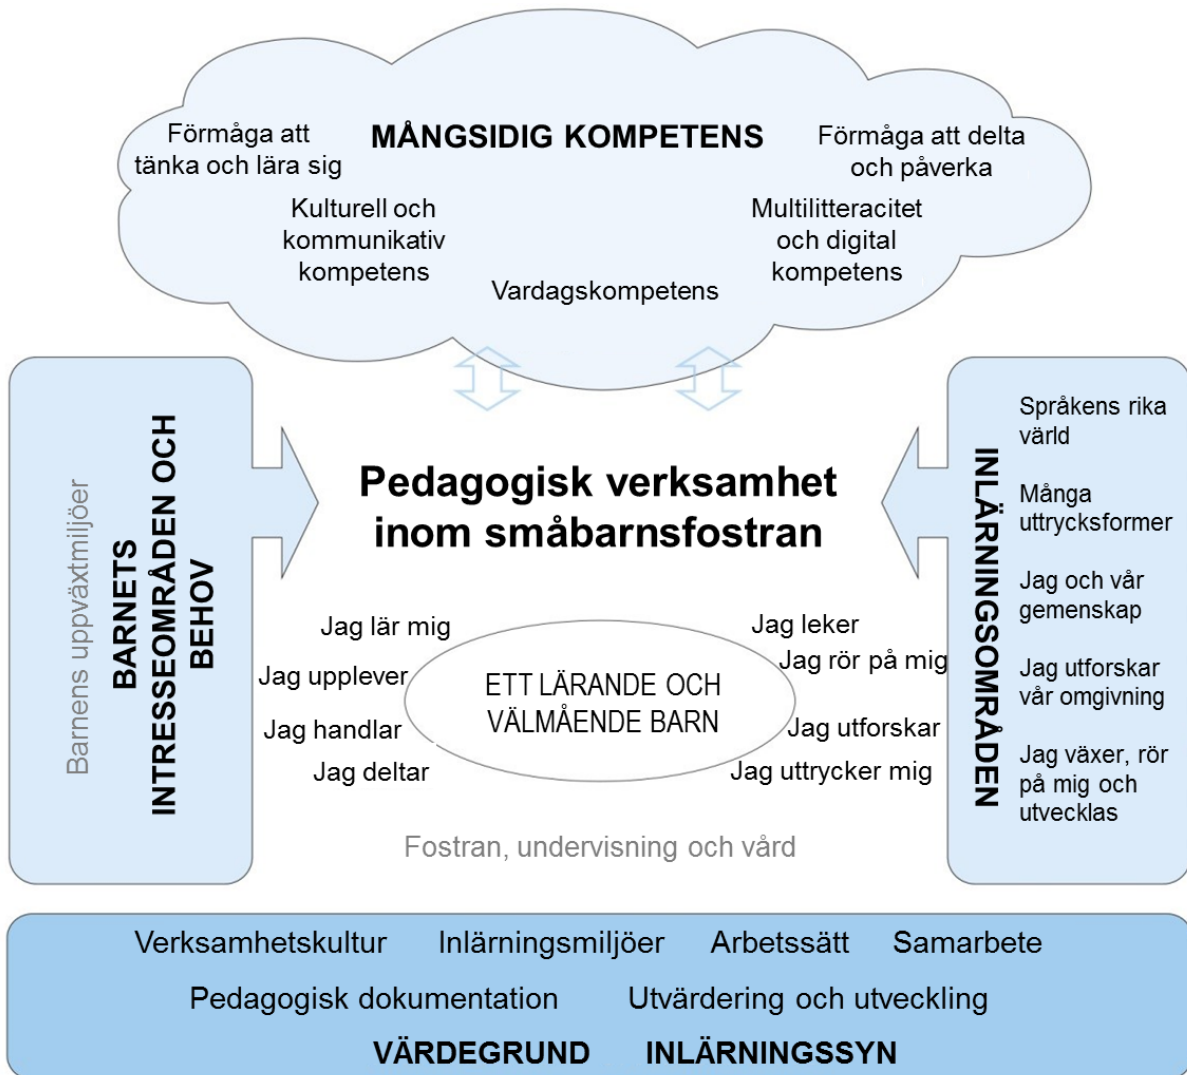 MÅNGSIDIG KOMPETENS
Förmåga att
tänka och lära sig
Förmåga att delta
och påverka
Kulturell och
kommunikativ
kompetens
Multilitteracitet
och digital
kompetens
Vardagskompetens
Barnens uppväxtmiljöer
BARNETS
INTRESSEOMRÅDEN OCH
BEHOV
Pedagogisk verksamhet
inom småbarnsfostran
Jag lär mig
Jag upplever
Jag handlar
Jag deltar
ETT LÄRANDE OCH
VÄLMÅENDE BARN
Jag leker
Jag rör på mig
Jag utforskar
Jag uttrycker mig
Fostran, undervisning och vård
INLÄRNINGSOMRÅDEN
Språkens rika
värld
Många
uttrycksformer
Jag och vår
gemenskap
Jag utforskar
vår omgivning
Jag växer, rör
på mig och
utvecklas
Verksamhetskultur Inlärningsmiljöer Arbetssätt Samarbete
Pedagogisk dokumentation Utvärdering och utveckling
VÄRDEGRUND INLÄRNINGSSYN